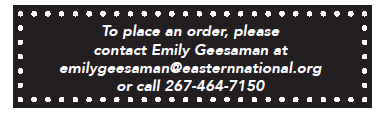 To place an order, please
contact Emily Geesaman at
emilygeesaman@easternnational.org
or call 267-464-7150